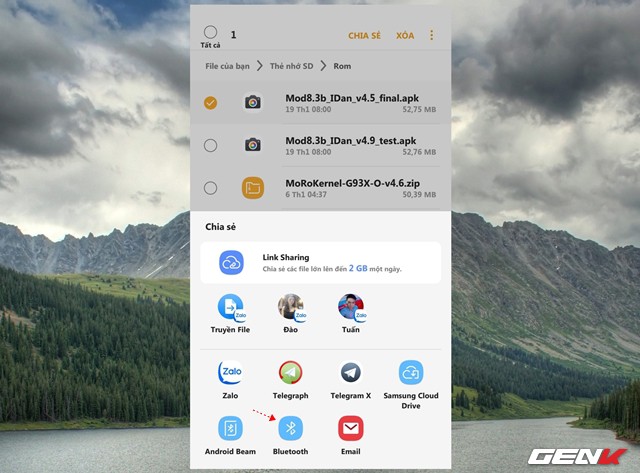 Tất cả
1
CHIA SẺ
XÓA
File của bạn > Thẻ nhớ SD > Rom
Mod8.3b_IDan_v4.5_final.apk
19 Th1 08:00
52,75 MB
Mod8.3b_IDan_v4.9_test.apk
19 Th1 08:00
52,76 MB
MoRoKernel-G93X-O-v4.6.zip
6 Th1 04:37
50,39 MB
Chia sẻ
Link Sharing
Chia sẻ các file lớn lên đến 2 GB một ngày.
Zalo
Zalo
Zalo
Truyền File
Đào
Tuấn
Zalo
Zalo
Telegraph
Telegram X
Samsung Cloud
Drive
Android Beam
Bluetooth
Email
GENK